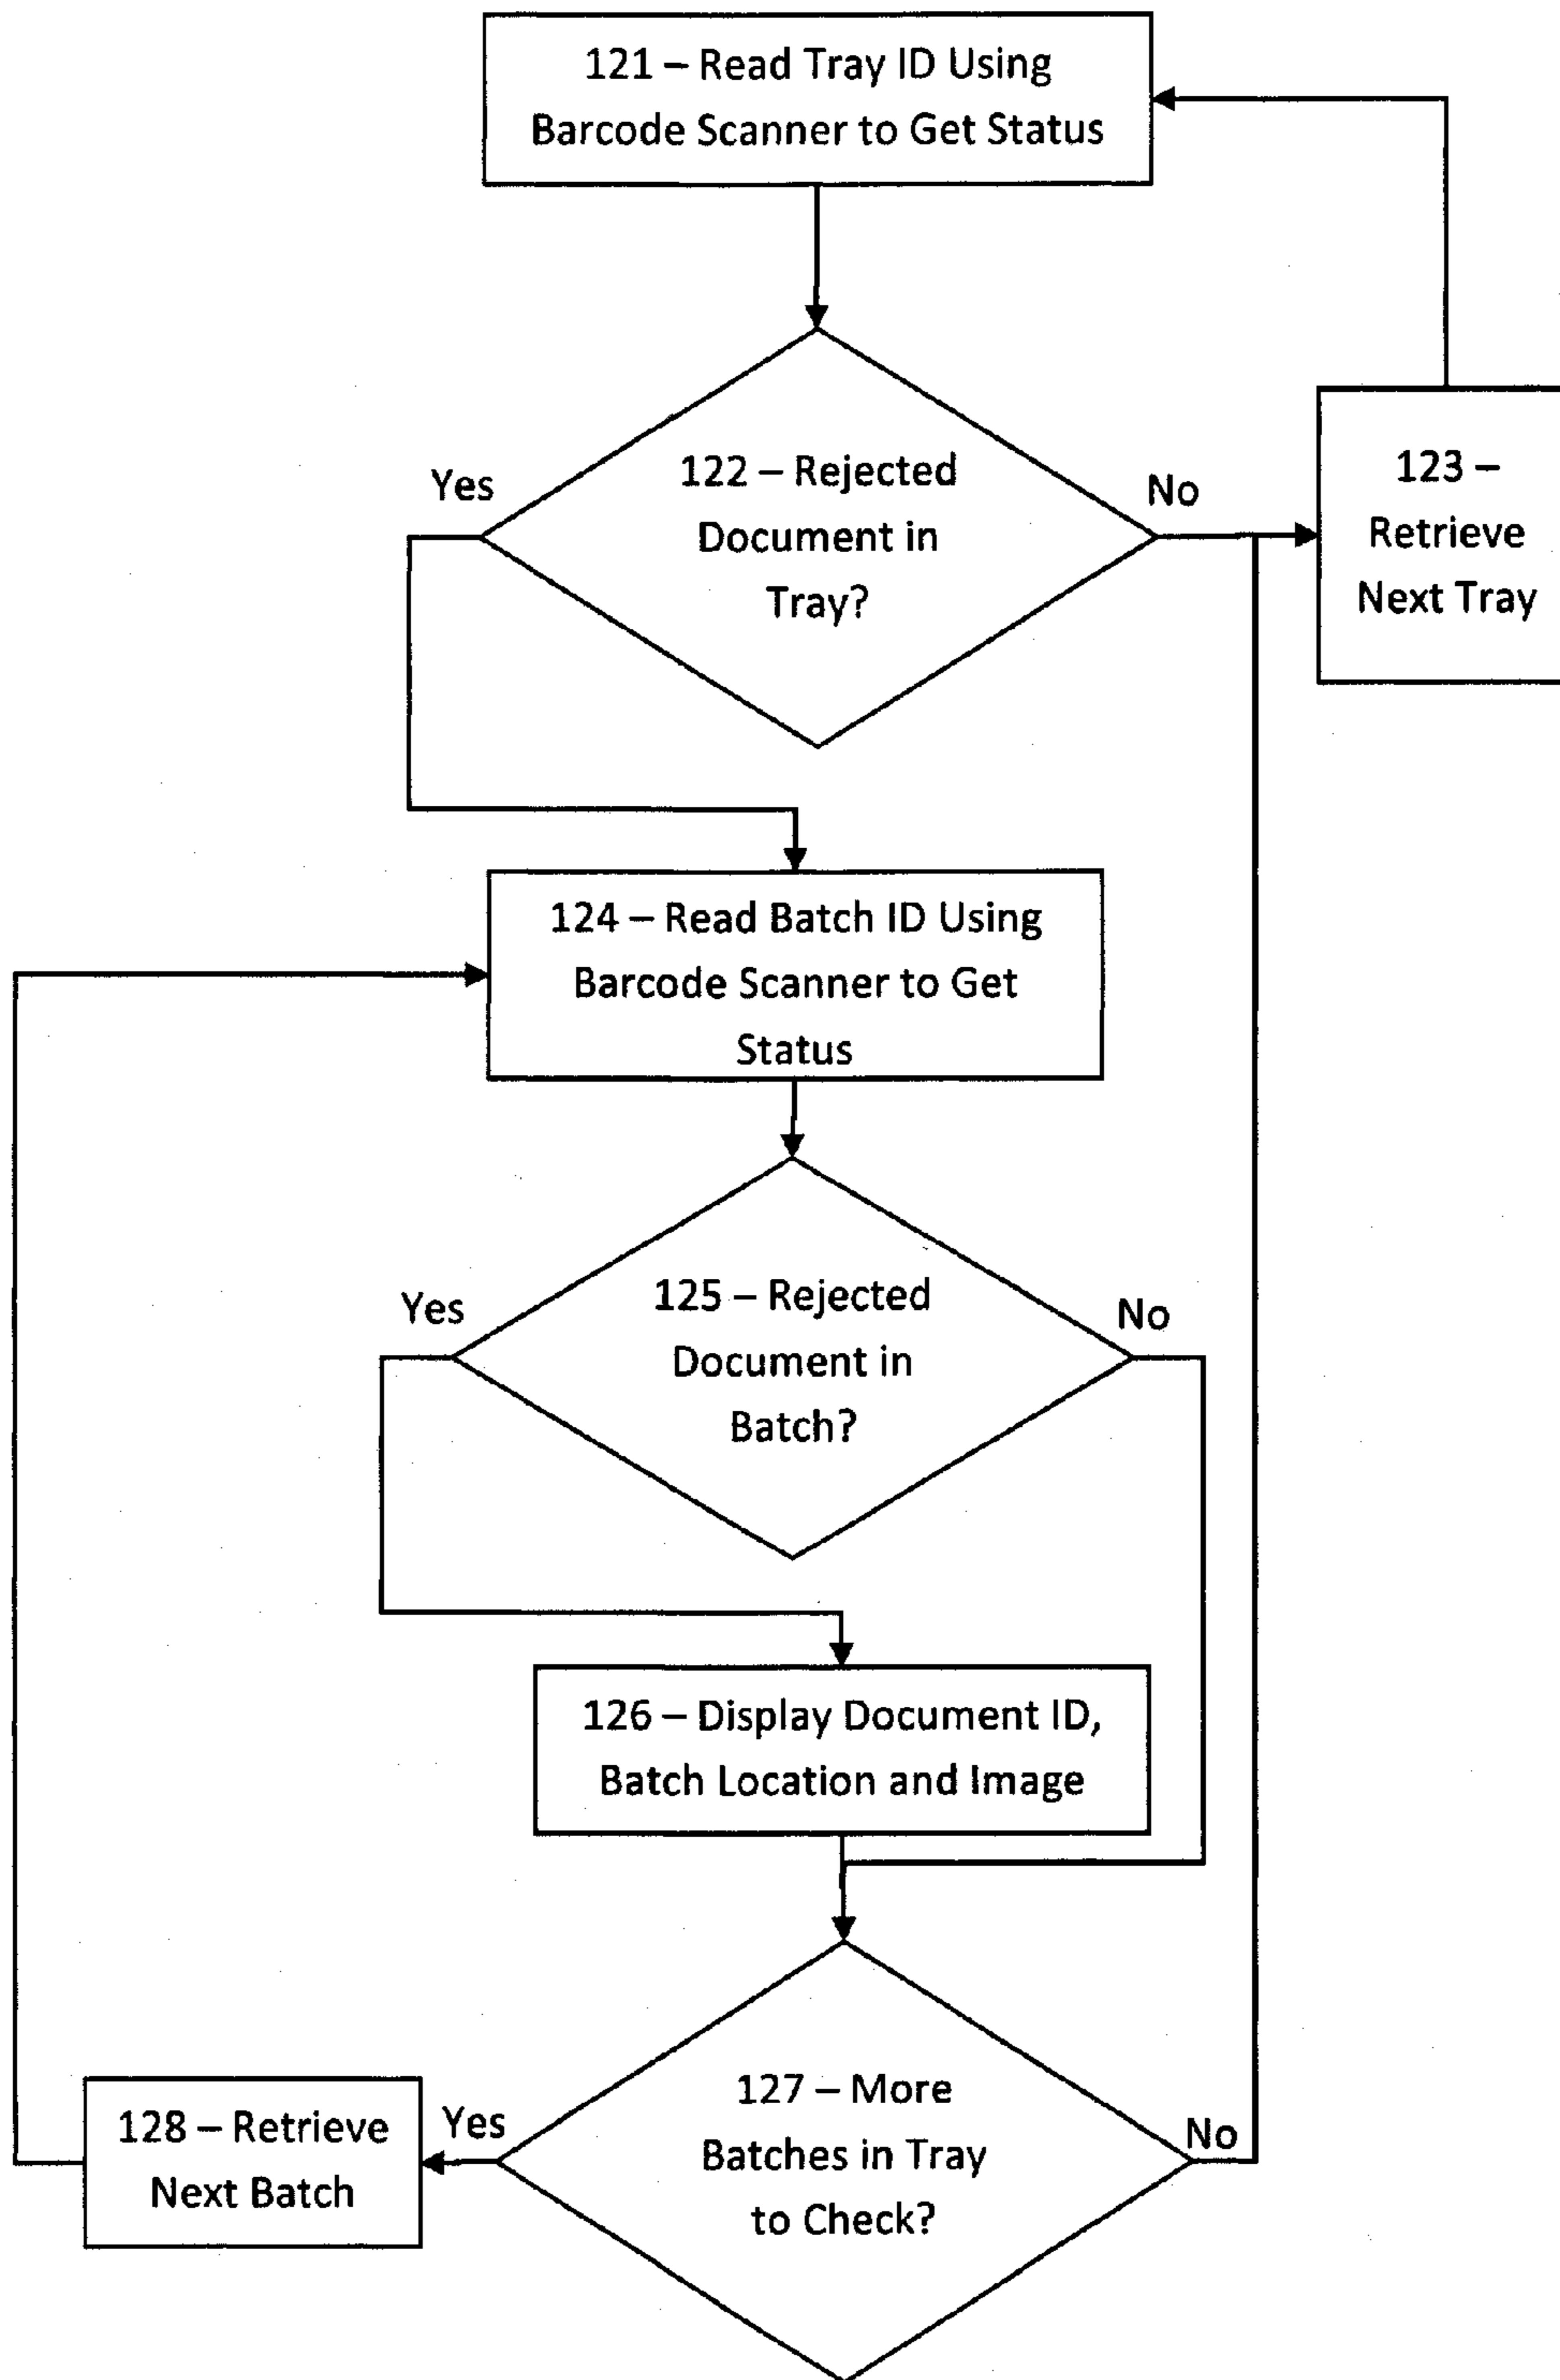 121 – Read Tray ID Using
Barcode Scanner to Get Status
122 – Rejected
Document in
Tray?
Yes
No
123 –
Retrieve
Next Tray
124 – Read Batch ID Using
Barcode Scanner to Get
Status
125 – Rejected
Document in
Batch?
Yes
No
126 – Display Document ID,
Batch Location and Image
127 – More
Batches in Tray
to Check?
Yes
No
128 – Retrieve
Next Batch